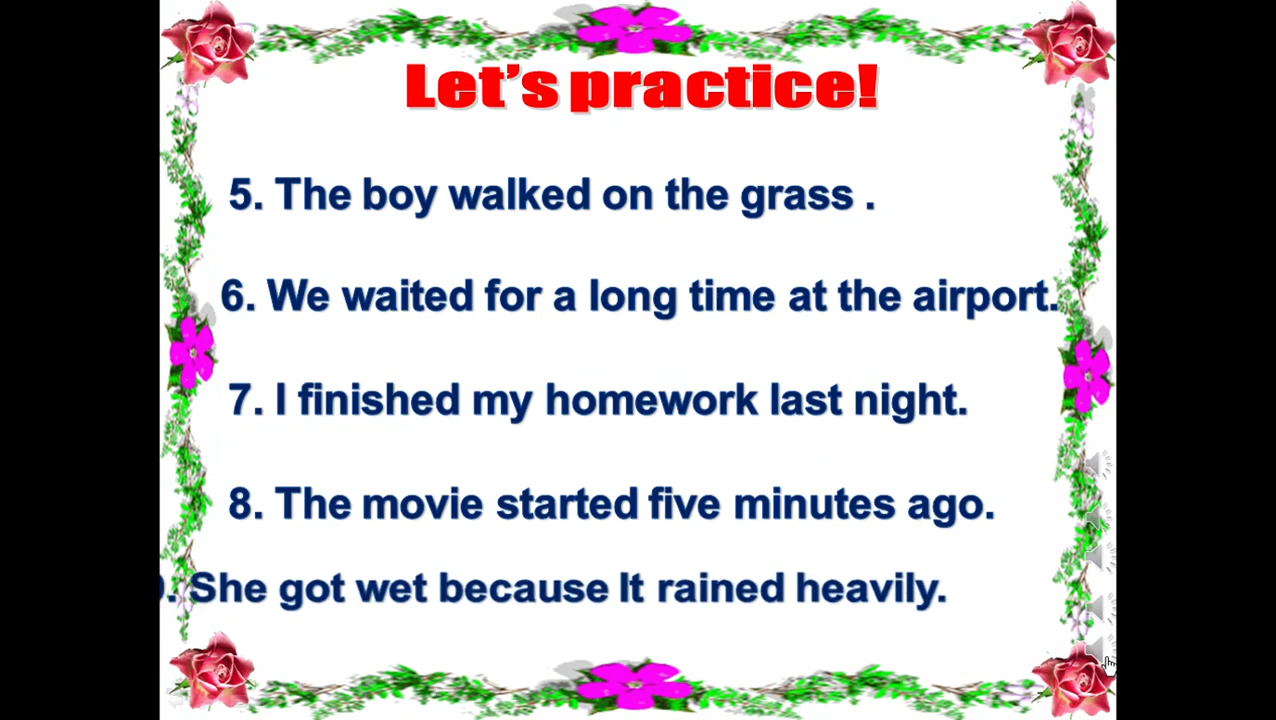 Let's practice!
5. The boy walked on the grass .
6. We waited for a long time at the airport.
7. I finished my homework last night.
8. The movie started five minutes ago.
. She got wet because It rained heavily.